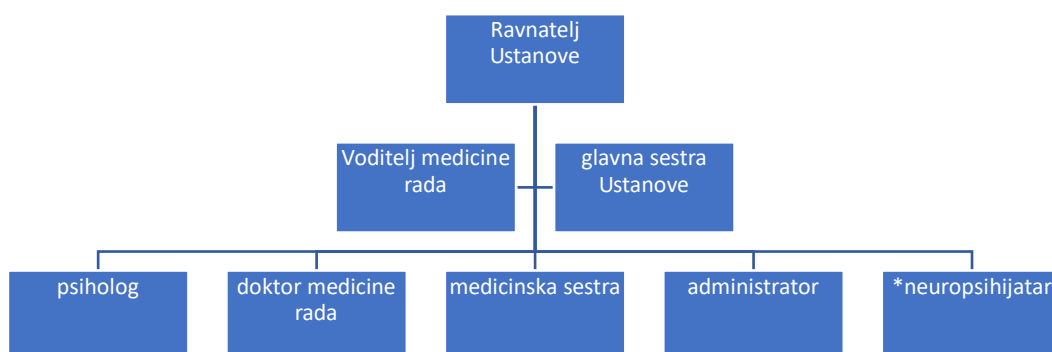 Ravnatelj
Ustanove
Voditelj medicine
rada
glavna sestra
Ustanove
psiholog
doktor medicine
rada
medicinska sestra
administrator
*neuropsihijatar